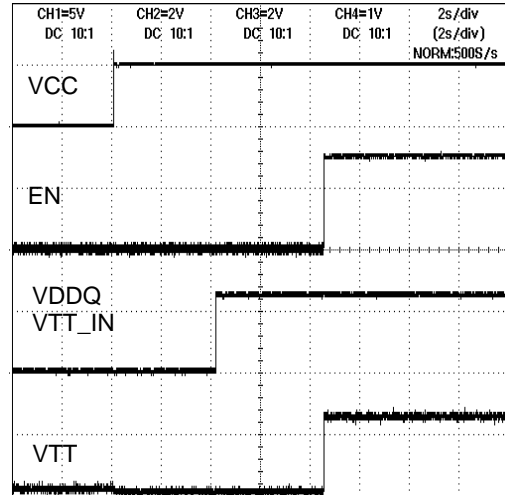 CH1=5V CH2=2V CH3=2V CH4=1V 2s/div
DC 10:1 DC 10:1 DC 10:1 DC 10:1 (2s/div)
NORM:500S/s
VCC
EN
VDDQ
VTT_IN
VTT